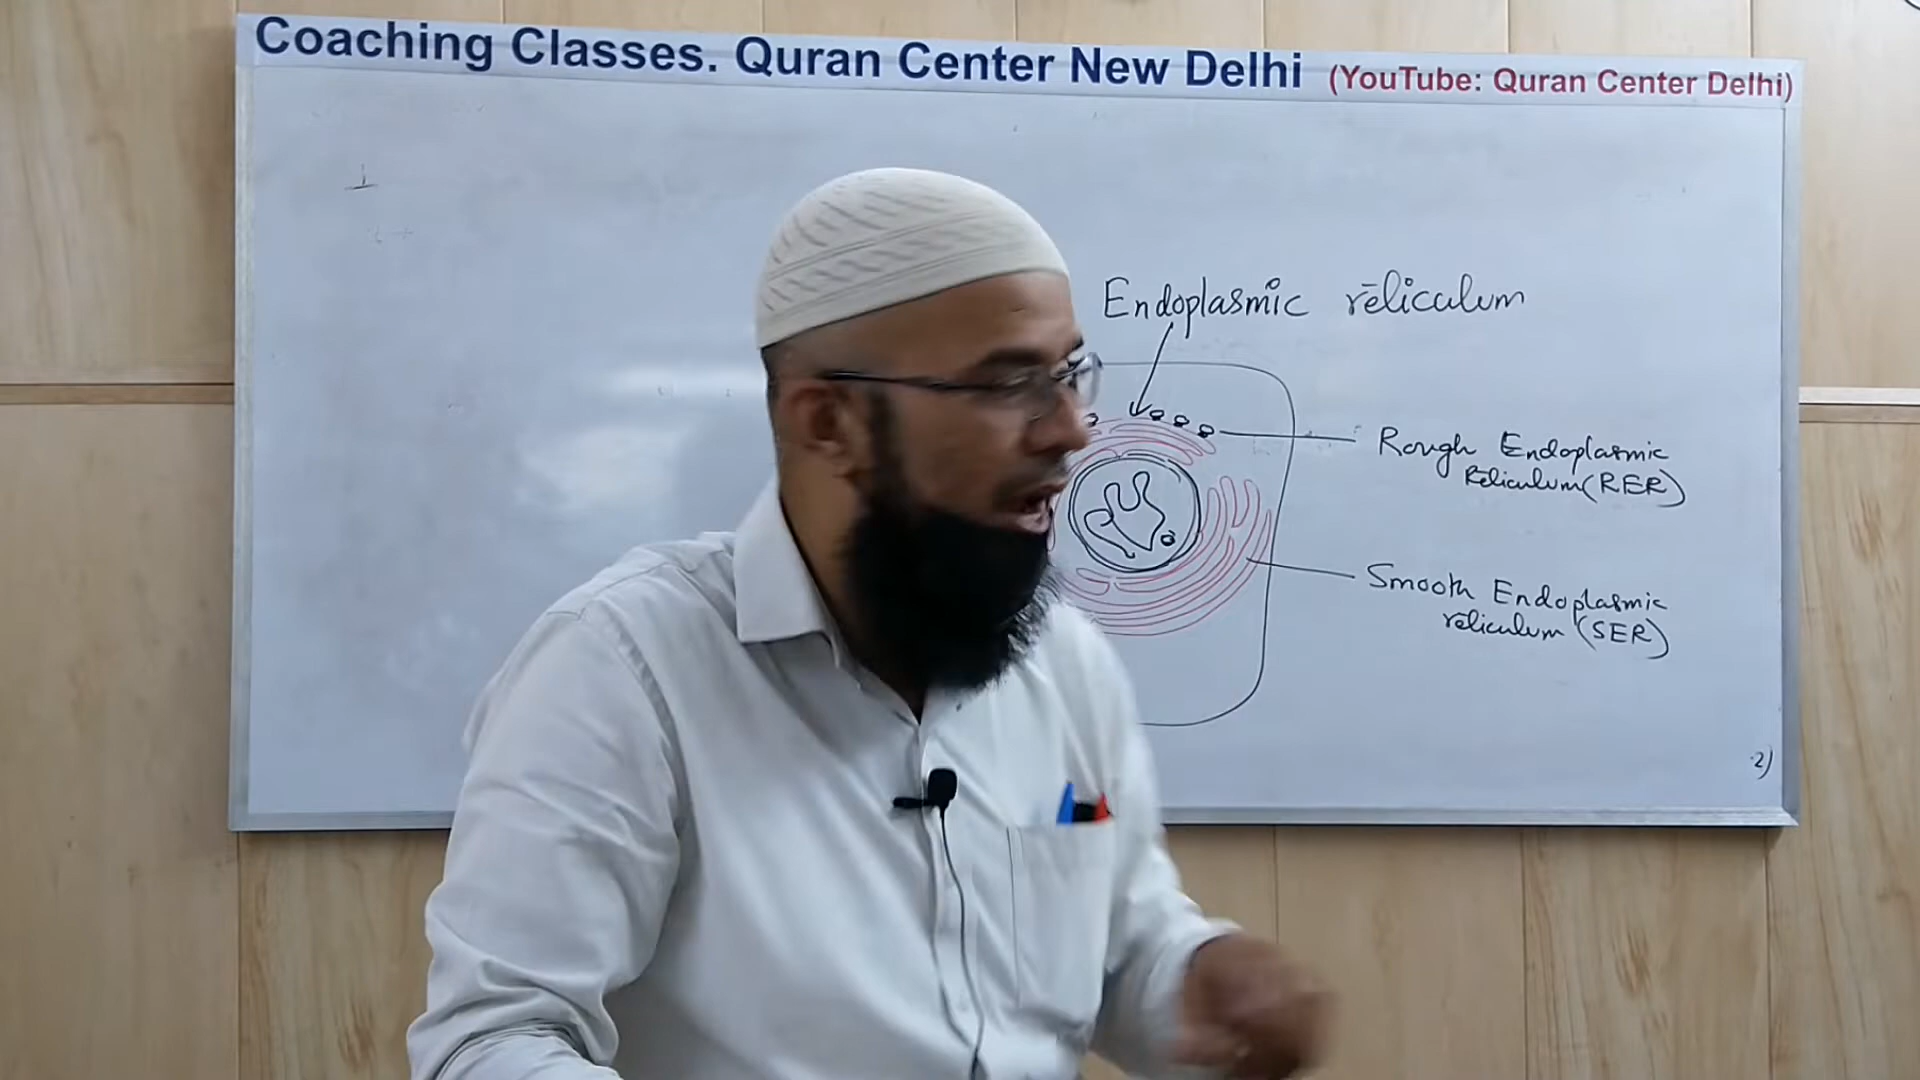 Coaching Classes. Quran Center New Delhi (YouTube: Quran Center Delhi)
Endoplasmic reliculum
Rough Endoplasmic
Reliculum (RER)
Smooth Endoplasmic
reliculum (SER)
2)